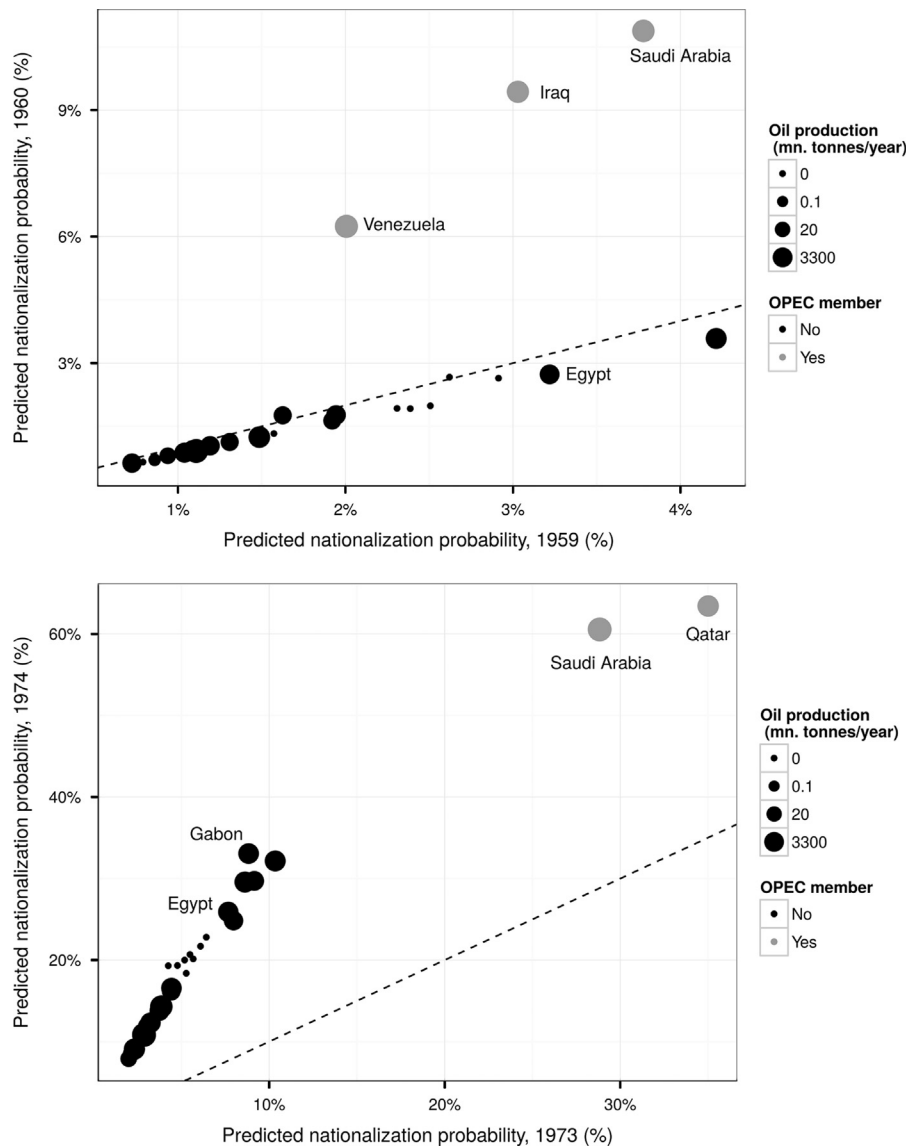 Predicted nationalization probability, 1960 (%)
9%
6%
3%
Saudi Arabia
Iraq
Venezuela
Egypt
1%
2%
3%
4%
Predicted nationalization probability, 1959 (%)
Oil production
(mn. tonnes/year)
0
0.1
20
3300
OPEC member
No
Yes
Predicted nationalization probability, 1974 (%)
60%
40%
20%
Qatar
Saudi Arabia
Gabon
Egypt
10%
20%
30%
Predicted nationalization probability, 1973 (%)
Oil production
(mn. tonnes/year)
0
0.1
20
3300
OPEC member
No
Yes